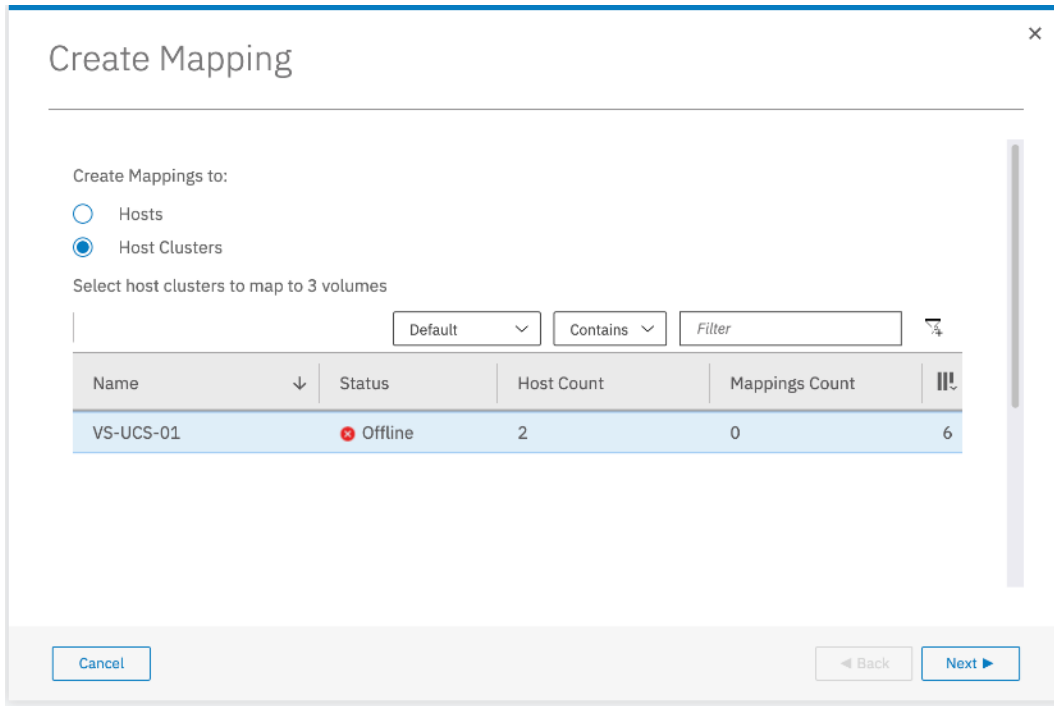 Create Mapping
Create Mappings to:
Hosts
Host Clusters
Select host clusters to map to 3 volumes
Default Contains Filter
Name Status Host Count Mappings Count
VS-UCS-01 Offline 2 0 6
Cancel Back Next